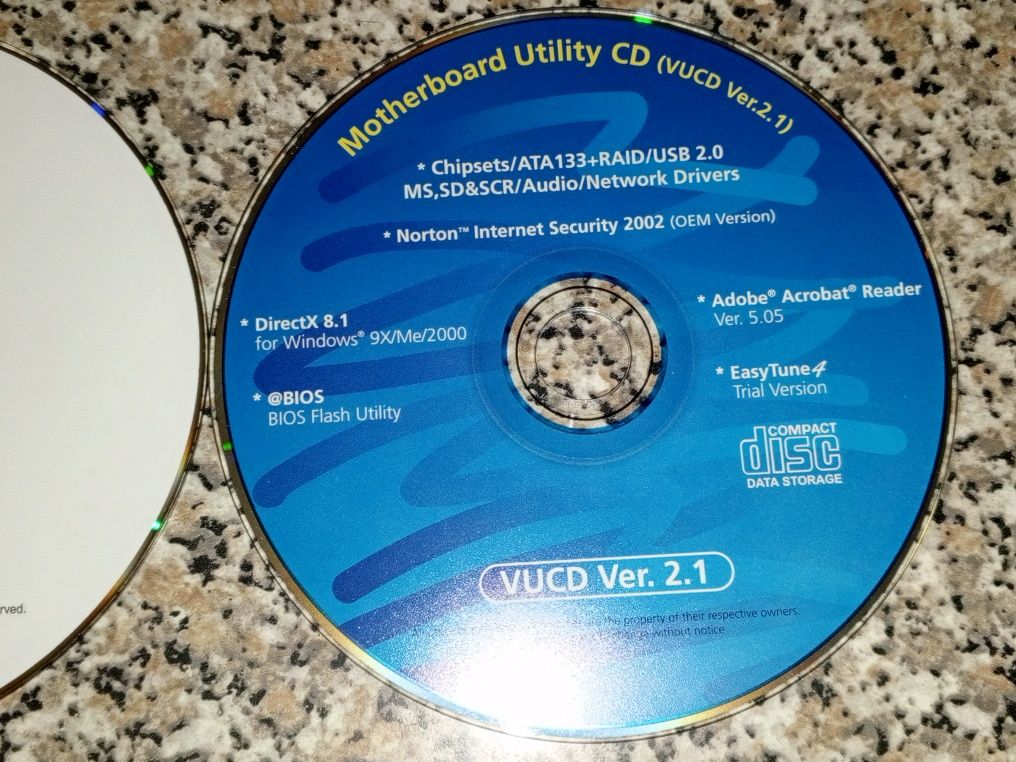 Motherboard Utility CD (VUCD Ver.2.1)
* Chipsets/ATA133+RAID/USB 2.0
MS,SD&SCR/Audio/Network Drivers
* Norton™ Internet Security 2002 (OEM Version)
* DirectX 8.1
for Windows® 9X/Me/2000
* @BIOS
BIOS Flash Utility
* Adobe® Acrobat® Reader
Ver. 5.05
* EasyTune4
Trial Version
COMPACT
disc
DATA STORAGE
VUCD Ver. 2.1
the property of their respective owners
without notice
rved.